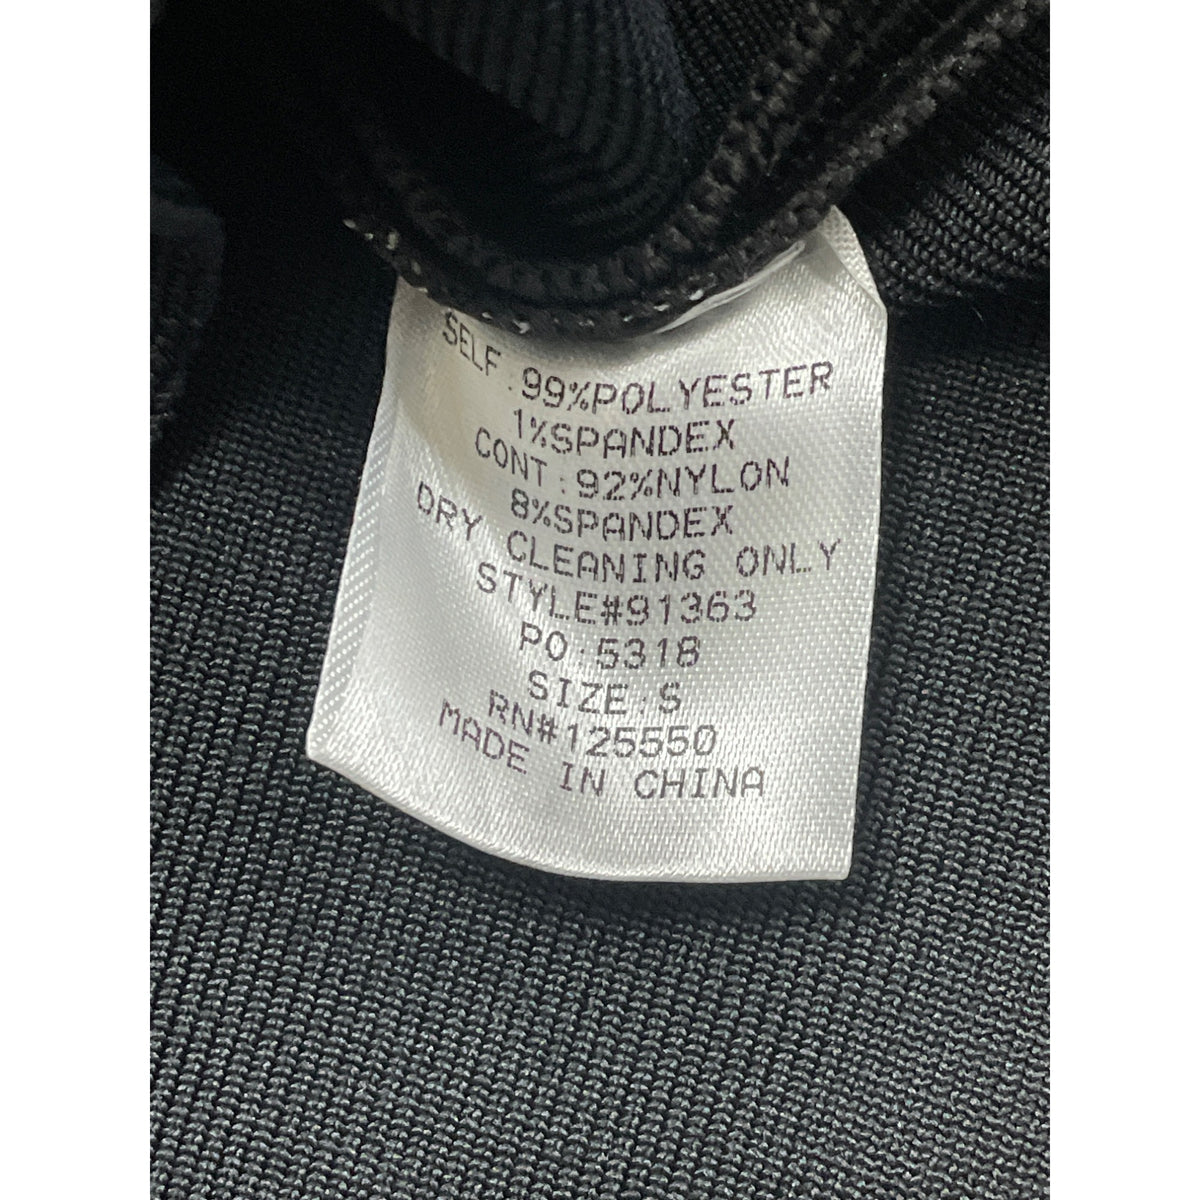 SELF:99%POLYESTER
1%SPANDEX
CONT:92%NYLON
8%SPANDEX
DRY CLEANING ONLY
STYLE#91363
PO:5318
SIZE:S
RN#125550
MADE IN CHINA